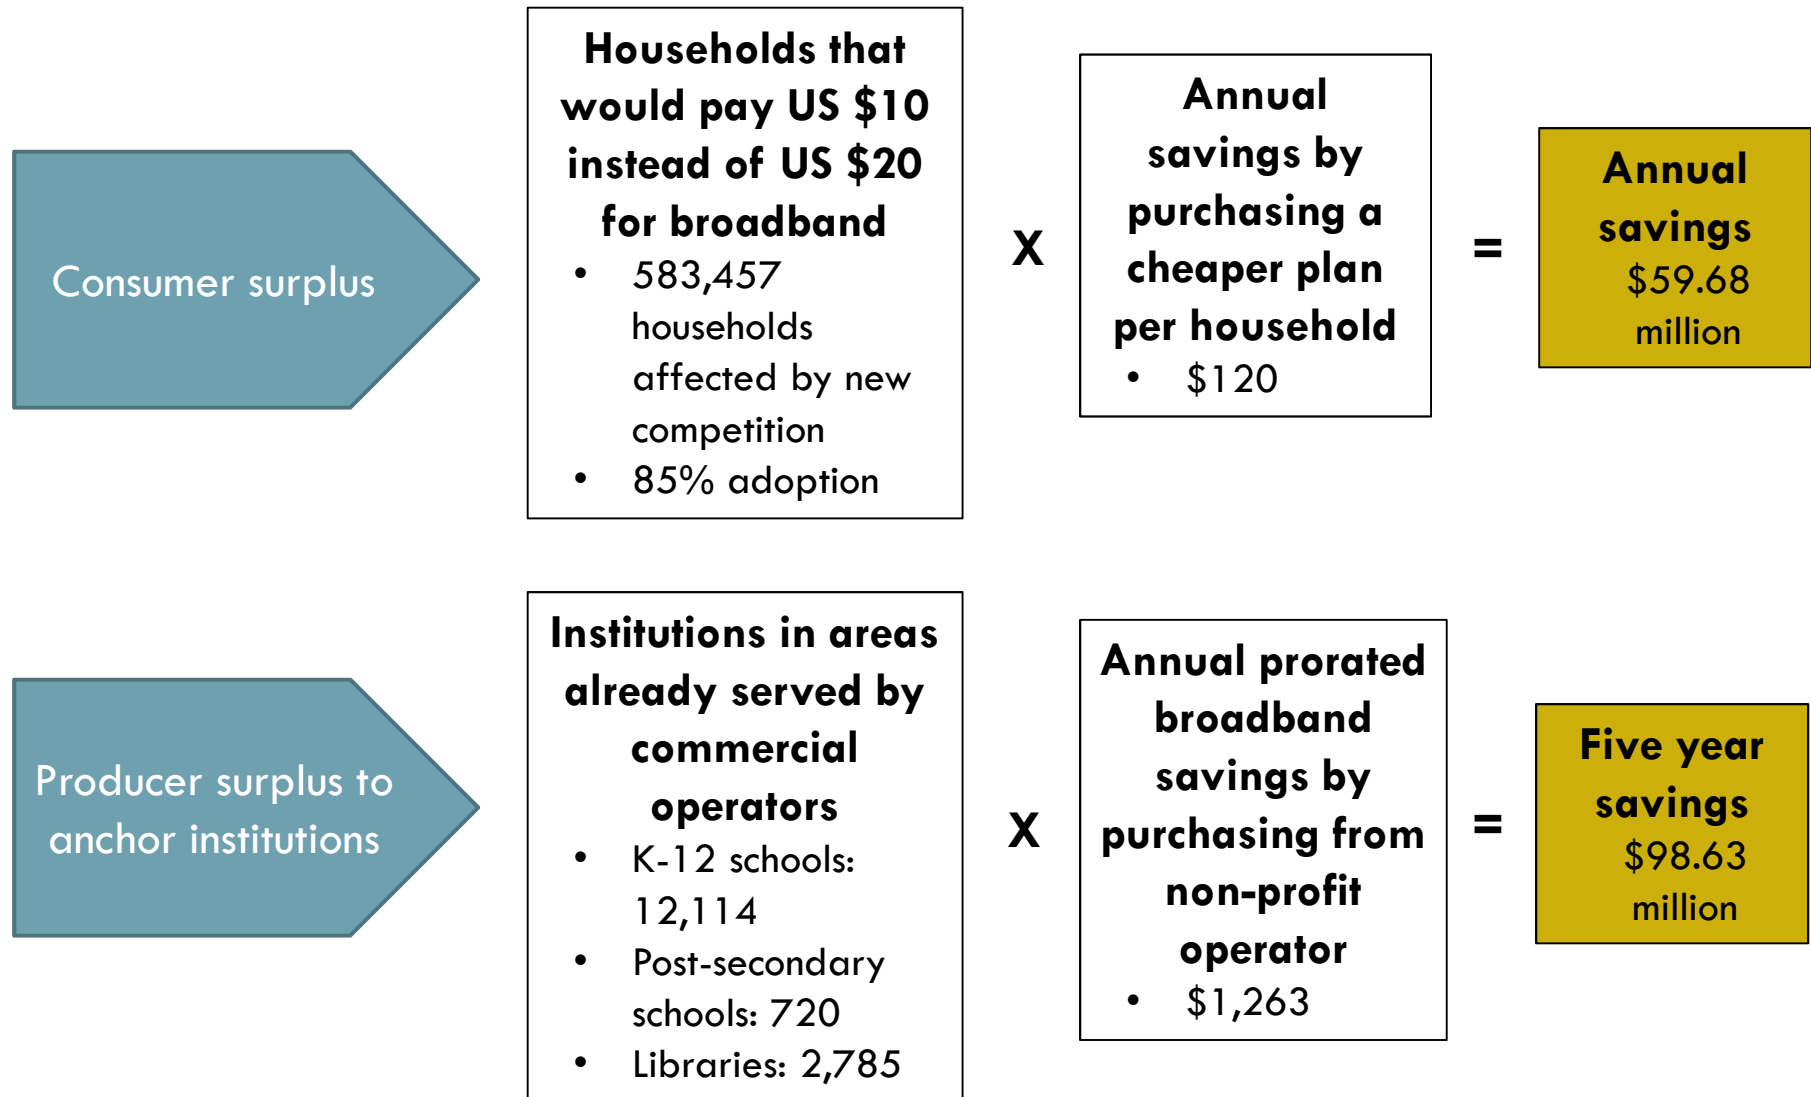 Consumer surplus
Households that
would pay US $10
instead of US $20
for broadband
• 583,457
households
affected by new
competition
• 85% adoption
X
Annual
savings by
purchasing a
cheaper plan
per household
• $120
=
Annual
savings
$59.68
million
Producer surplus to
anchor institutions
Institutions in areas
already served by
commercial
operators
• K-12 schools:
12,114
• Post-secondary
schools: 720
• Libraries: 2,785
X
Annual prorated
broadband
savings by
purchasing from
non-profit
operator
• $1,263
=
Five year
savings
$98.63
million